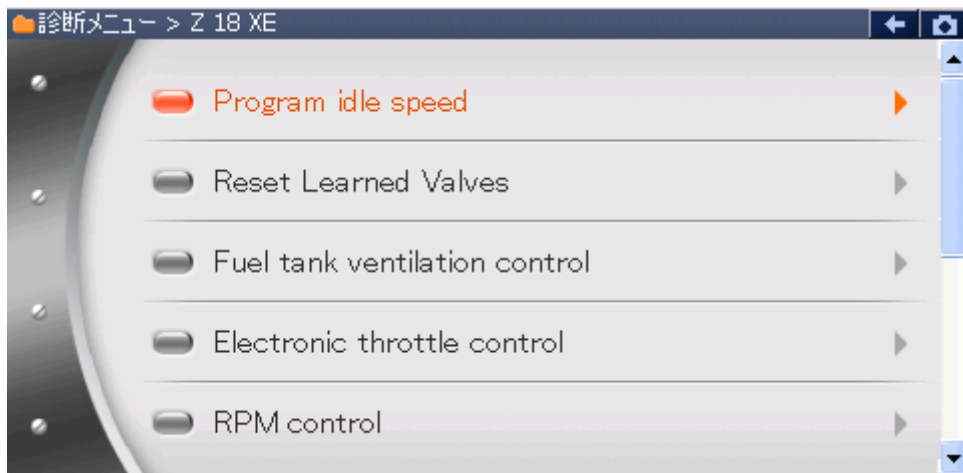 診断メニュー > Z 18 XE
Program idle speed
Reset Learned Valves
Fuel tank ventilation control
Electronic throttle control
RPM control